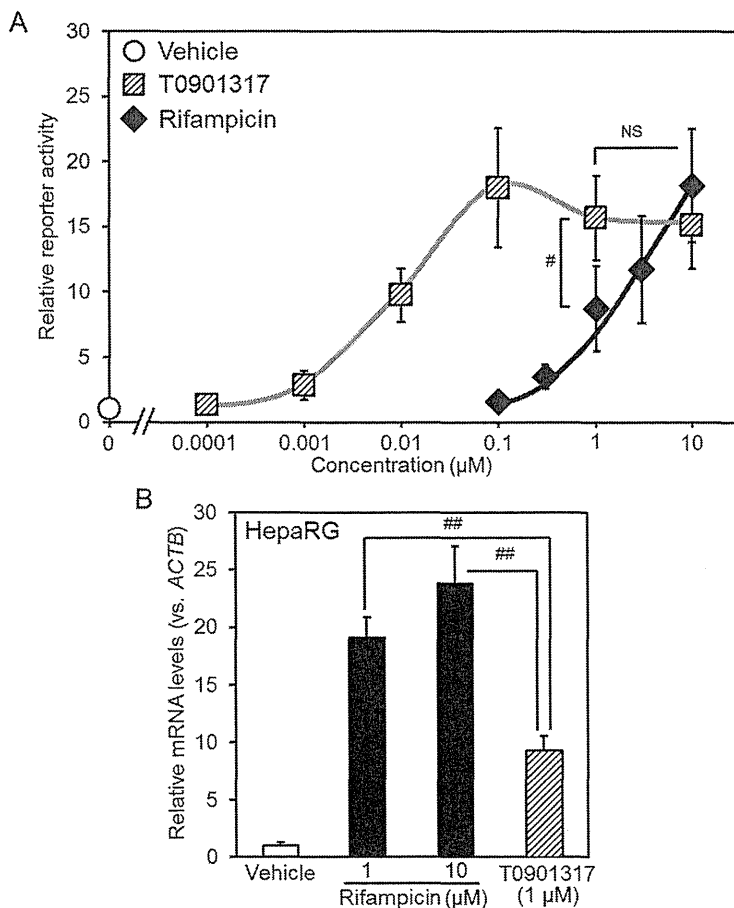 A
30
25
20
15
10
5
0
Relative reporter activity
Vehicle
T0901317
Rifampicin
NS
#
0
0.0001
0.001
0.01
0.1
1
10
Concentration (µM)
B
30
25
20
15
10
5
0
Relative mRNA levels (vs. ACTB)
HepaRG
##
##
Vehicle
1
10
T0901317
Rifampicin (µM)
(1 µM)